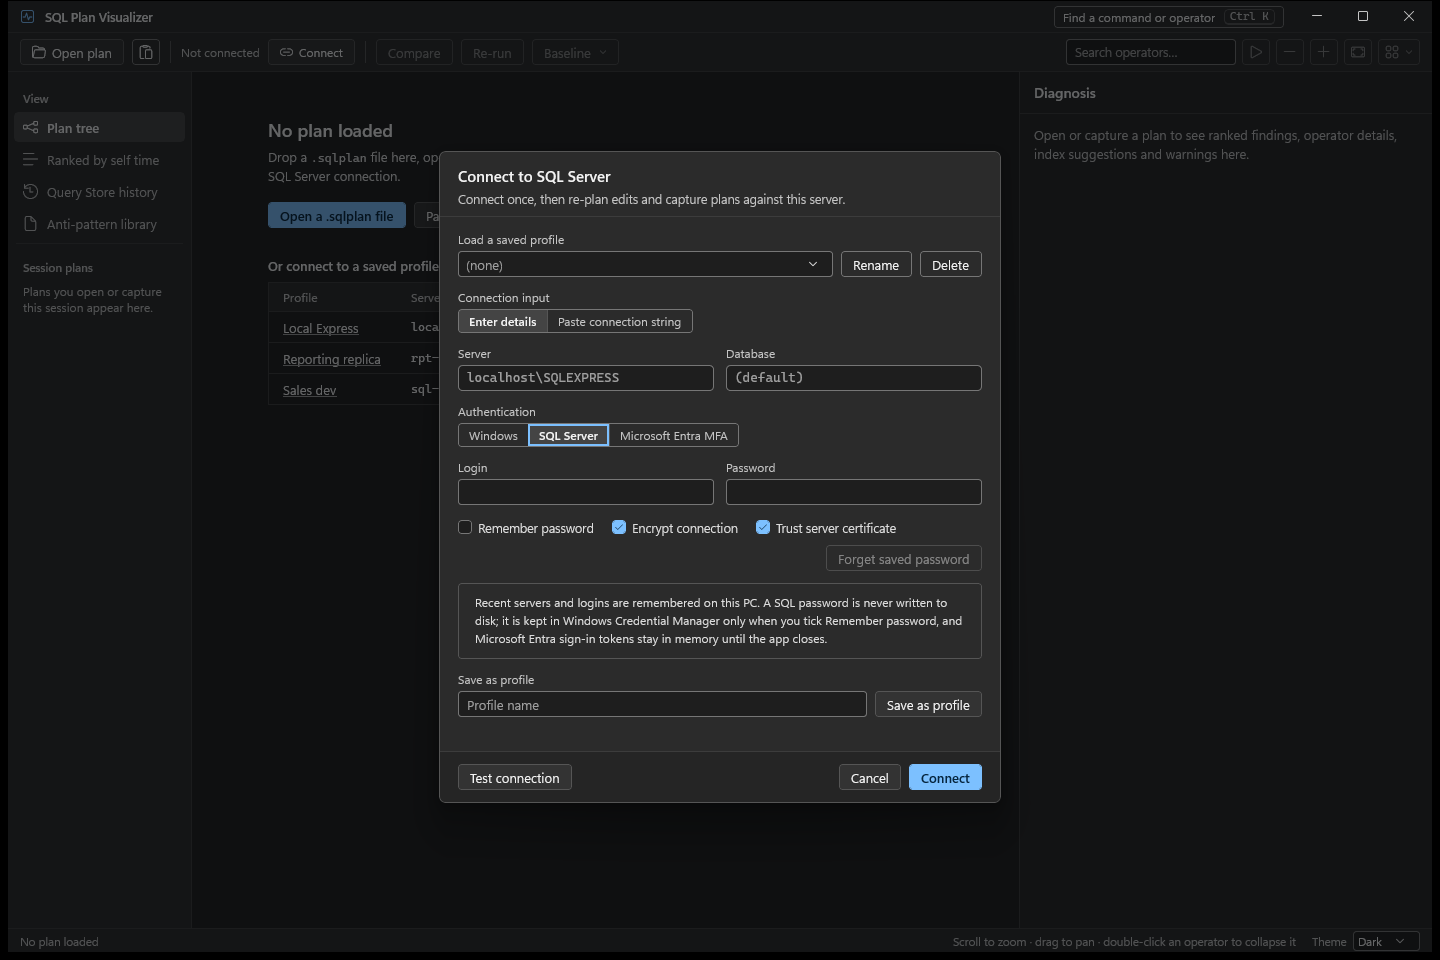 SQL Plan Visualizer
Find a command or operator Ctrl K
Open plan
Not connected
Connect
Compare
Re-run
Baseline
Search operators...
View
Plan tree
Ranked by self time
Query Store history
Anti-pattern library
Session plans
Plans you open or capture
this session appear here.
No plan loaded
Drop a .sqlplan file here, op
SQL Server connection.
Open a .sqlplan file
Pa
Or connect to a saved profile
Profile Serve
Local Express loca
Reporting replica rpt-
Sales dev sql-
Connect to SQL Server
Connect once, then re-plan edits and capture plans against this server.
Load a saved profile
(none)
Rename
Delete
Connection input
Enter details
Paste connection string
Server
Database
localhost\SQLEXPRESS
(default)
Authentication
Windows
SQL Server
Microsoft Entra MFA
Login
Password
Remember password
Encrypt connection
Trust server certificate
Forget saved password
Recent servers and logins are remembered on this PC. A SQL password is never written to
disk; it is kept in Windows Credential Manager only when you tick Remember password, and
Microsoft Entra sign-in tokens stay in memory until the app closes.
Save as profile
Profile name
Save as profile
Test connection
Cancel
Connect
Diagnosis
Open or capture a plan to see ranked findings, operator details,
index suggestions and warnings here.
No plan loaded
Scroll to zoom · drag to pan · double-click an operator to collapse it
Theme
Dark